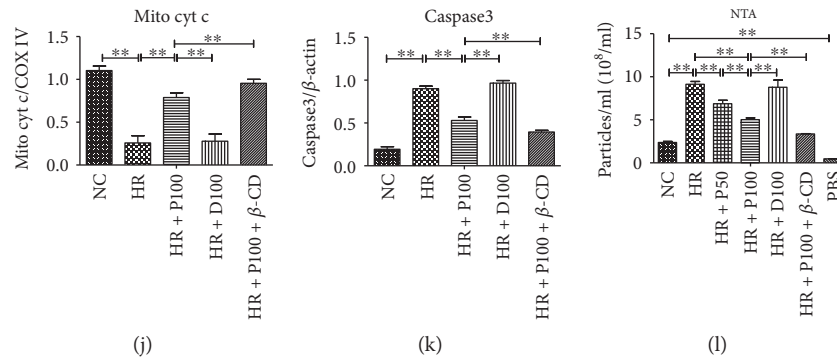 Mito cyt c
Mito cyt c/COX IV
1.5
1.0
0.5
0.0
**
**
**
**
NC
HR
HR + P100
HR + D100
HR + P100 + β-CD
(j)
Caspase3
Caspase3/β-actin
1.5
1.0
0.5
0.0
**
**
**
**
NC
HR
HR + P100
HR + D100
HR + P100 + β-CD
(k)
NTA
Particles/ml (10⁸/ml)
15
10
5
0
**
**
**
**
**
**
**
NC
HR
HR + P50
HR + P100
HR + D100
HR + P100 + β-CD
PBS
(l)